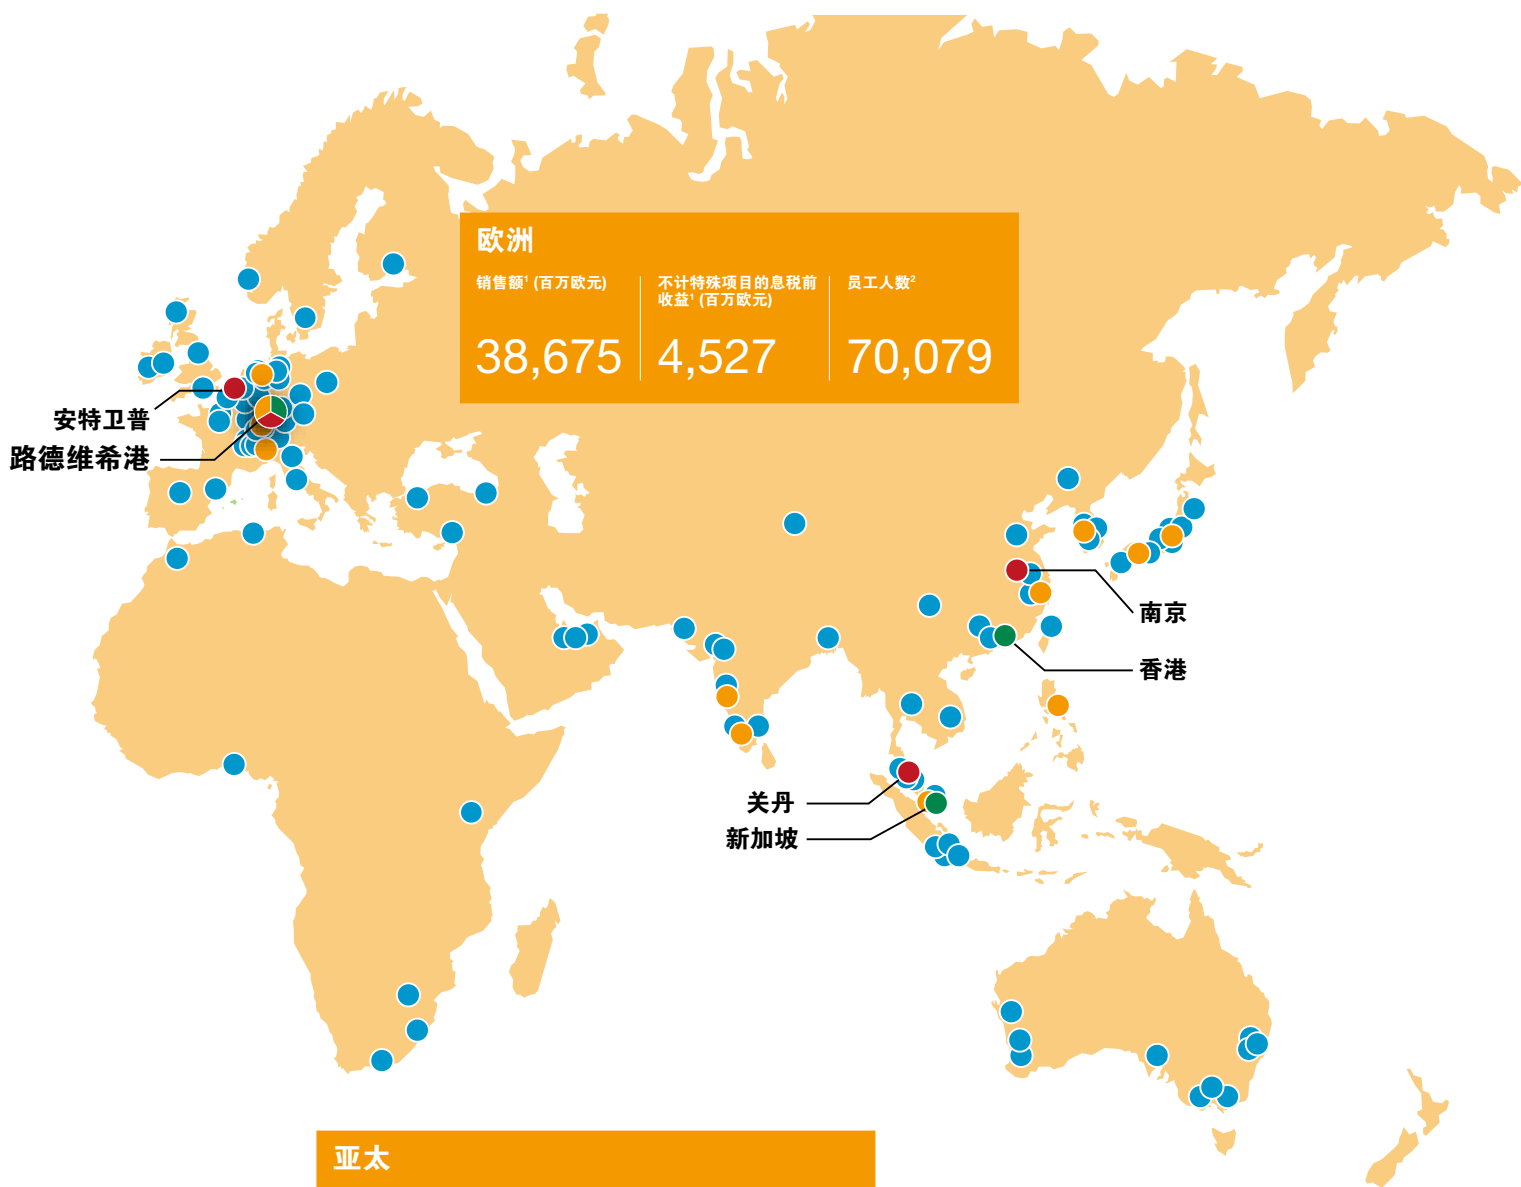 欧洲
销售额¹ (百万欧元)
不计特殊项目的息税前
收益¹ (百万欧元)
员工人数²
38,675
4,527
70,079
安特卫普
路德维希港
南京
香港
关丹
新加坡
亚太